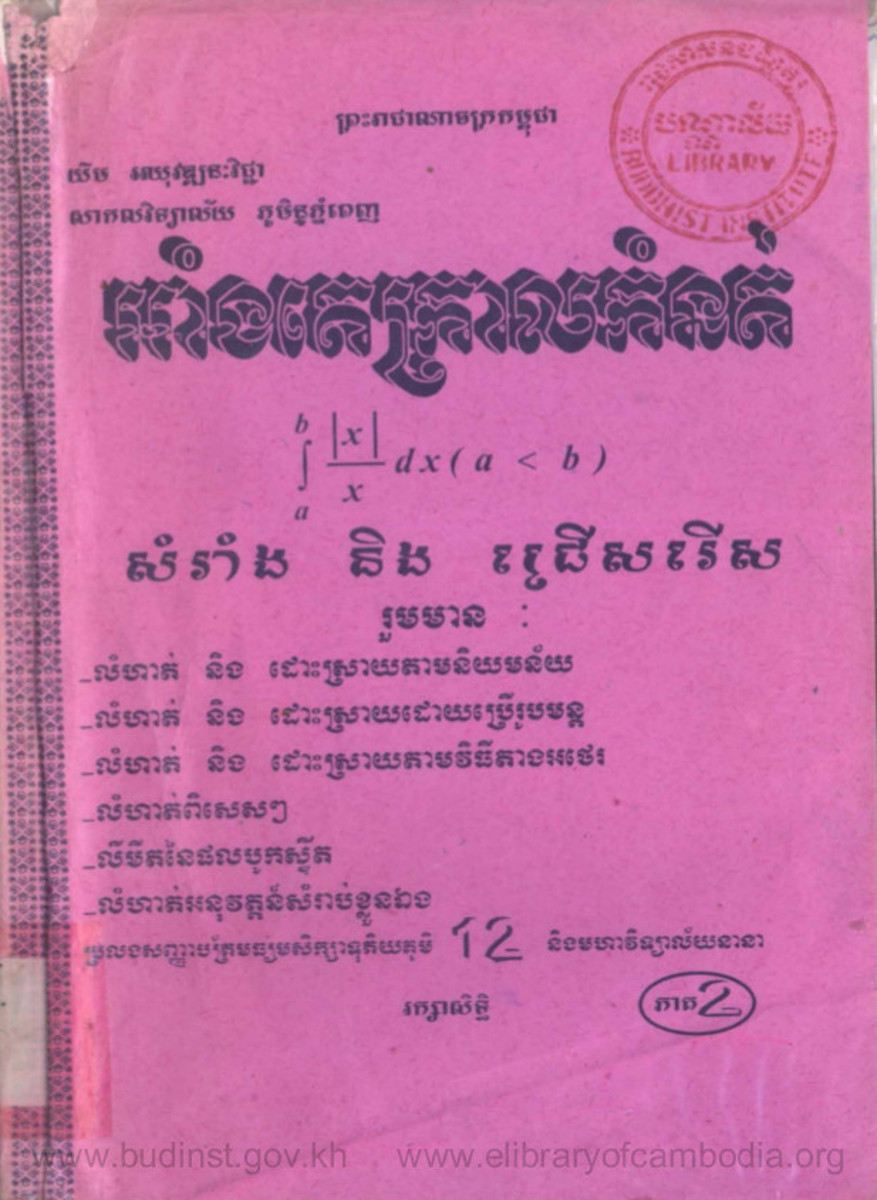 ព្រះរាជាណាចក្រកម្ពុជា
ពុទ្ធសាសនបណ្ឌិត្យ
បណ្ណាល័យ
LIBRARY
BUDDHIST INSTITUTE
យឹម
សាកលវិទ្យាល័យ ភូមិន្ទភ្នំពេញ
អាំងតេក្រាលកំនត់
b
∫ |x|/x dx ( a < b )
a
សំរាំង និង ជ្រើសរើស
រួមមាន :
_លំហាត់ និង ដោះស្រាយតាមនិយមន័យ
_លំហាត់ និង ដោះស្រាយដោយប្រើរូបមន្ត
_លំហាត់ និង ដោះស្រាយតាមវិធីតាងអថេរ
_លំហាត់ពិសេសៗ
_លីមីតនៃផលបូកស្វ៊ីត
_លំហាត់អនុវត្តន៍សំរាប់ខ្លួនឯង
ប្រលងសញ្ញាបត្រមធ្យមសិក្សាទុតិយភូមិ 12 និងមហាវិទ្យាល័យនានា
រក្សាសិទ្ធិ
ភាគ 2
www.budinst.gov.kh www.elibraryofcambodia.org